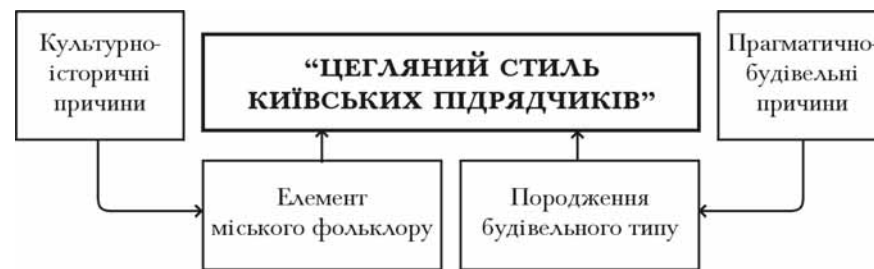 Культурно-
історичні
причини
“ЦЕГЛЯНИЙ СТИЛЬ
КИЇВСЬКИХ ПІДРЯДЧИКІВ”
Прагматично-
будівельні
причини
Елемент
міського фольклору
Породження
будівельного типу